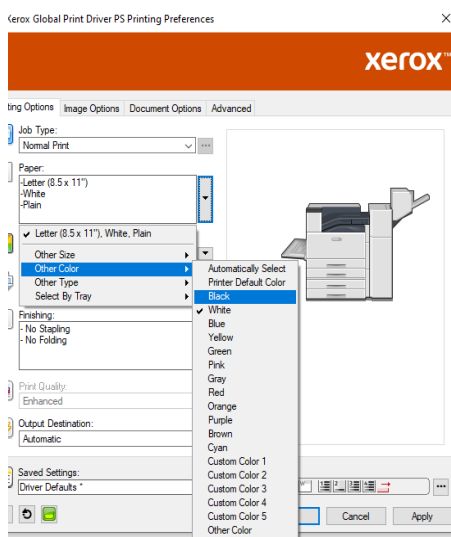 Xerox Global Print Driver PS Printing Preferences
xerox™
ting Options Image Options Document Options Advanced
Job Type:
Normal Print
Paper:
-Letter (8.5 x 11")
-White
-Plain
Letter (8.5 x 11"), White, Plain
Other Size
Other Color
Other Type
Select By Tray
Automatically Select
Printer Default Color
Black
White
Blue
Yellow
Green
Pink
Gray
Red
Orange
Purple
Brown
Cyan
Custom Color 1
Custom Color 2
Custom Color 3
Custom Color 4
Custom Color 5
Other Color
Finishing:
- No Stapling
- No Folding
Print Quality:
Enhanced
Output Destination:
Automatic
Saved Settings:
Driver Defaults *
Cancel Apply